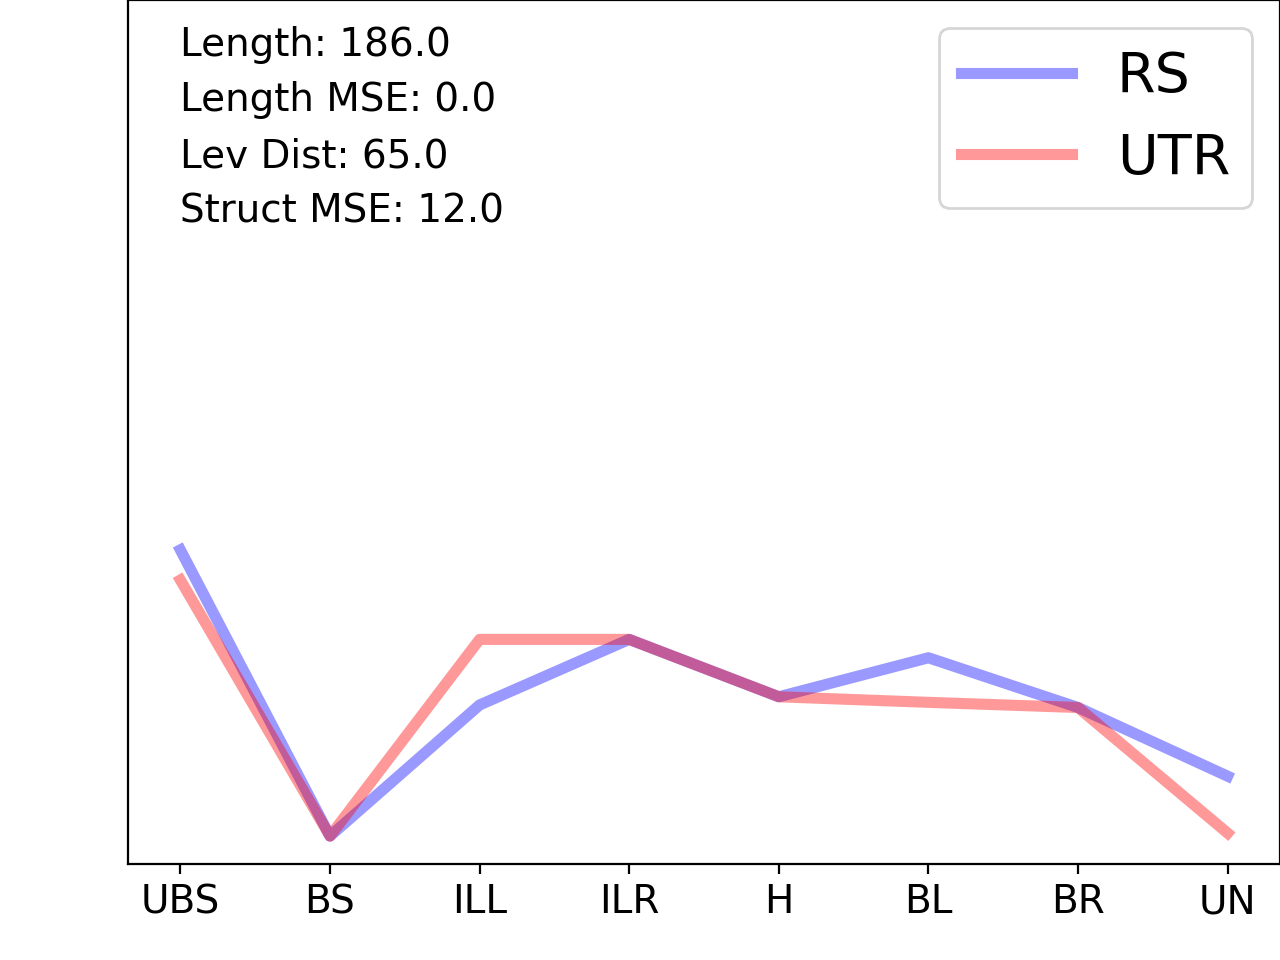 Length: 186.0
Length MSE: 0.0
Lev Dist: 65.0
Struct MSE: 12.0
RS
UTR
UBS BS ILL ILR H BL BR UN